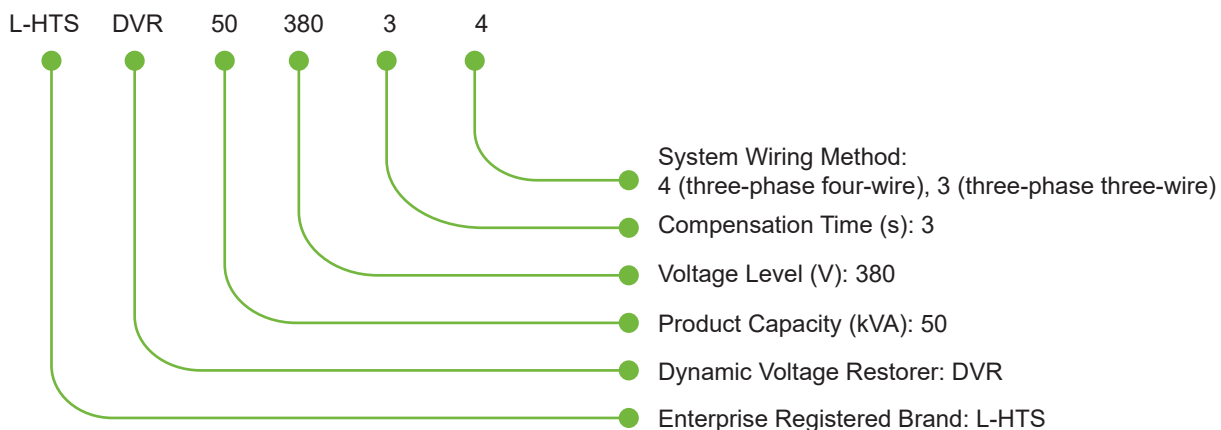 L-HTS DVR 50 380 3 4
System Wiring Method:
4 (three-phase four-wire), 3 (three-phase three-wire)
Compensation Time (s): 3
Voltage Level (V): 380
Product Capacity (kVA): 50
Dynamic Voltage Restorer: DVR
Enterprise Registered Brand: L-HTS